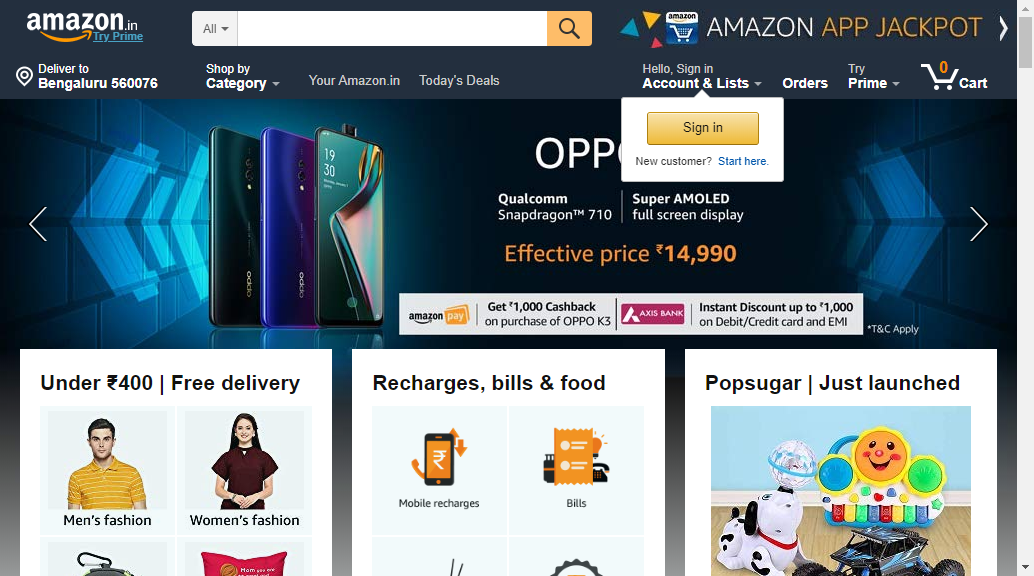 amazon.in
Try Prime
All
amazon
AMAZON APP JACKPOT
Deliver to
Bengaluru 560076
Shop by
Category
Your Amazon.in
Today's Deals
Hello, Sign in
Account & Lists
Orders
Try
Prime
0
Cart
Sign in
New customer? Start here.
19
30
OPP
Qualcomm
Snapdragon™ 710
Super AMOLED
full screen display
Effective price ₹14,990
oppo
oppo
amazon pay
Get ₹1,000 Cashback
on purchase of OPPO K3
AXIS BANK
Instant Discount up to ₹1,000
on Debit/Credit card and EMI
*T&C Apply
Under ₹400 | Free delivery
Recharges, bills & food
Popsugar | Just launched
₹
Mobile recharges
Bills
Men's fashion
Women's fashion